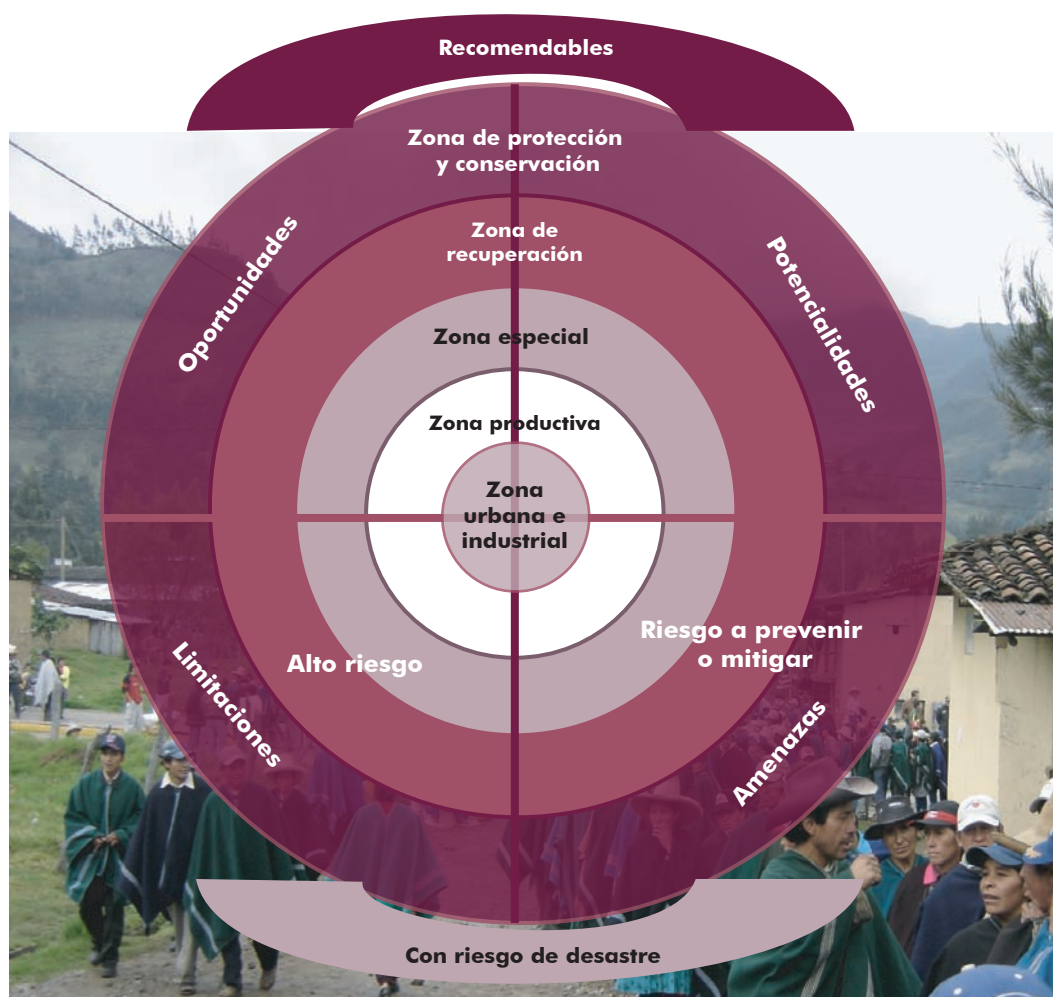 Recomendables
Zona de protección
y conservación
Zona de
recuperación
Oportunidades
Potencialidades
Zona especial
Zona productiva
Zona
urbana e
industrial
Alto riesgo
Riesgo a prevenir
o mitigar
Limitaciones
Amenazas
Con riesgo de desastre